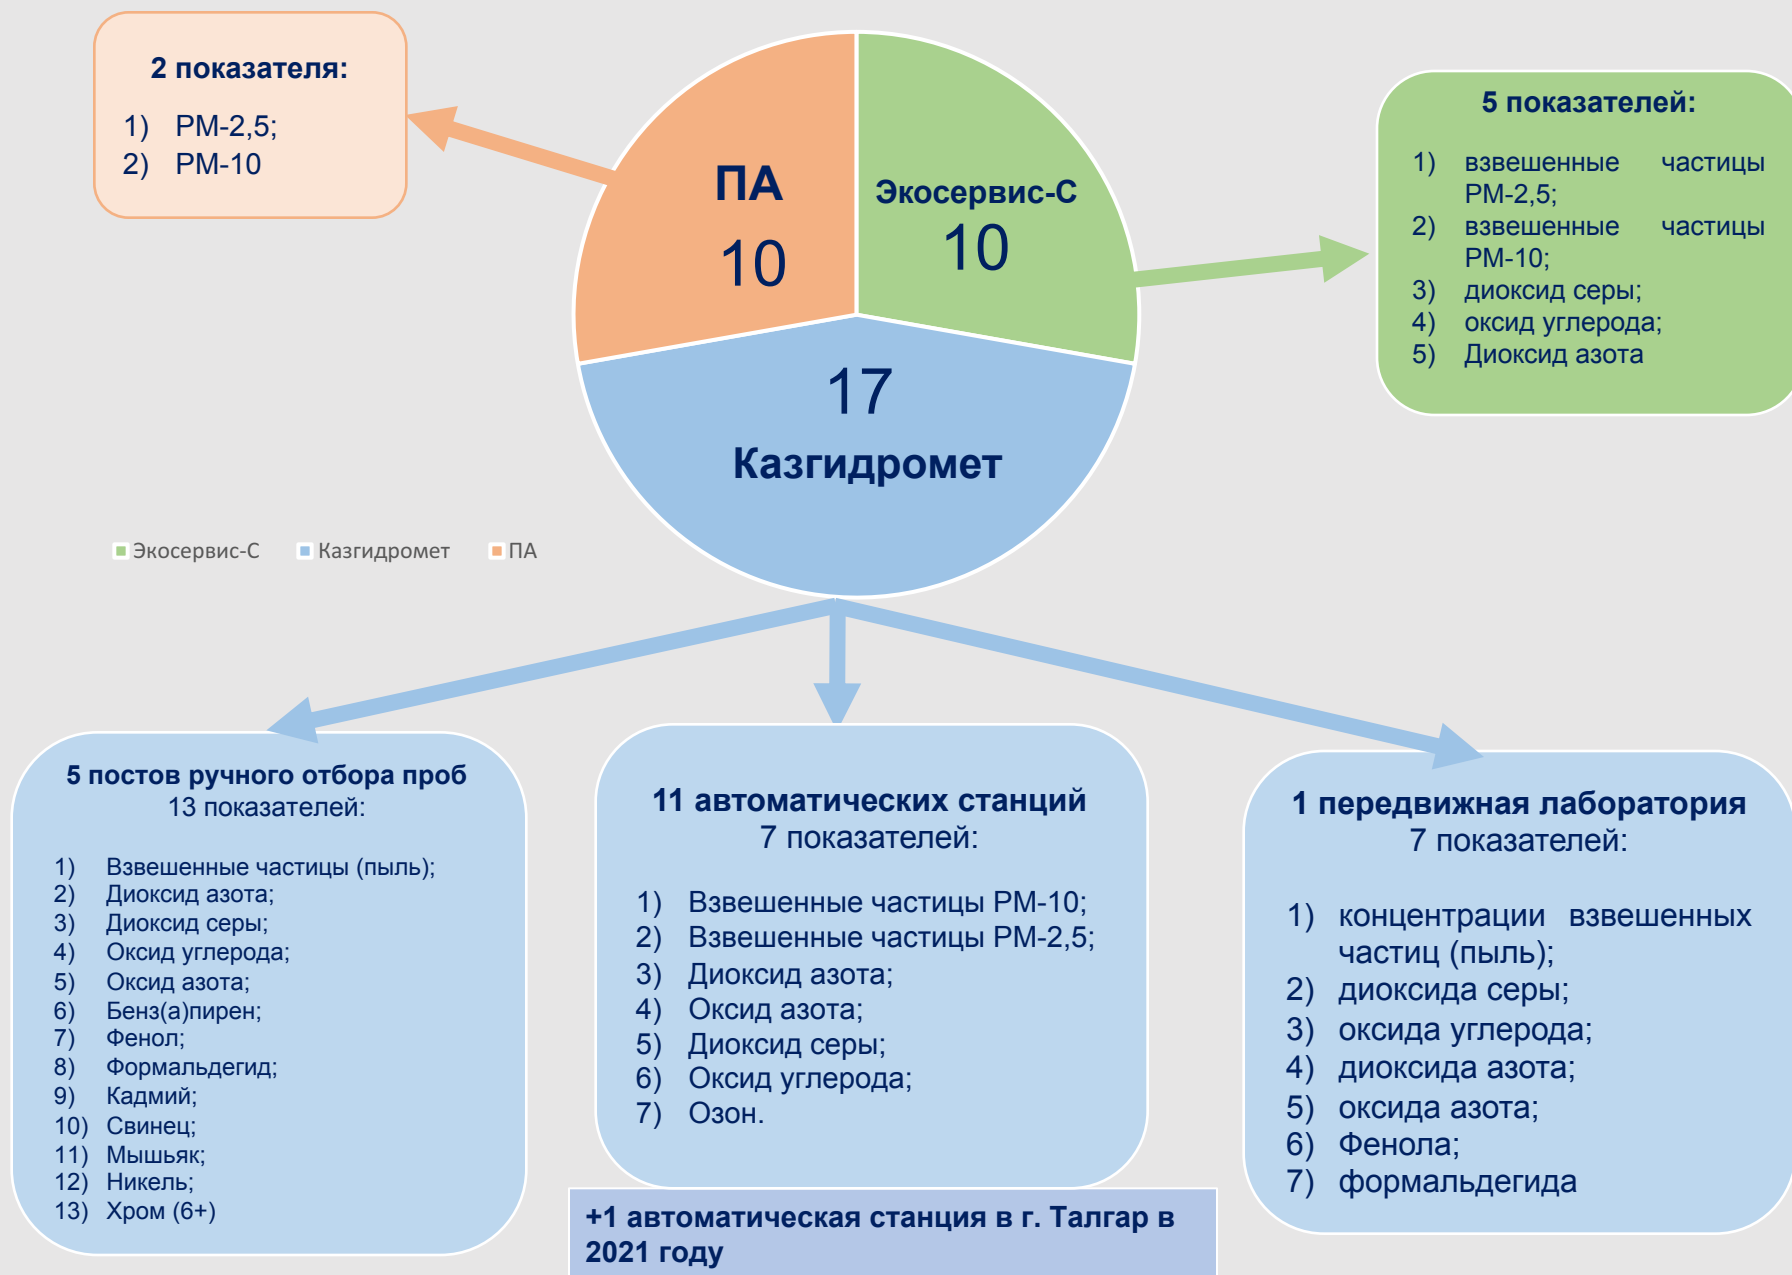 2 показателя:
1) РМ-2,5;
2) РМ-10
ПА
10
Экосервис-С
10
17
Казгидромет
5 показателей:
1) взвешенные частицы
РМ-2,5;
2) взвешенные частицы
РМ-10;
3) диоксид серы;
4) оксид углерода;
5) Диоксид азота
Экосервис-С Казгидромет ПА
5 постов ручного отбора проб
13 показателей:
1) Взвешенные частицы (пыль);
2) Диоксид азота;
3) Диоксид серы;
4) Оксид углерода;
5) Оксид азота;
6) Бенз(а)пирен;
7) Фенол;
8) Формальдегид;
9) Кадмий;
10) Свинец;
11) Мышьяк;
12) Никель;
13) Хром (6+)
11 автоматических станций
7 показателей:
1) Взвешенные частицы РМ-10;
2) Взвешенные частицы РМ-2,5;
3) Диоксид азота;
4) Оксид азота;
5) Диоксид серы;
6) Оксид углерода;
7) Озон.
+1 автоматическая станция в г. Талгар в
2021 году
1 передвижная лаборатория
7 показателей:
1) концентрации взвешенных
частиц (пыль);
2) диоксида серы;
3) оксида углерода;
4) диоксида азота;
5) оксида азота;
6) Фенола;
7) формальдегида